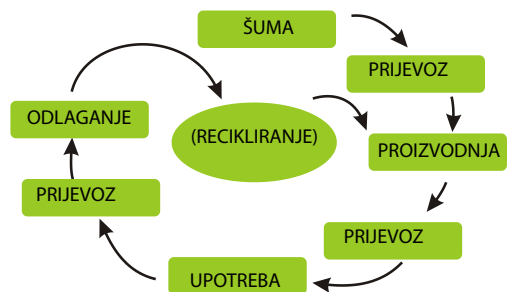 ŠUMA
PRIJEVOZ
ODLAGANJE
(RECIKLIRANJE)
PROIZVODNJA
PRIJEVOZ
PRIJEVOZ
UPOTREBA